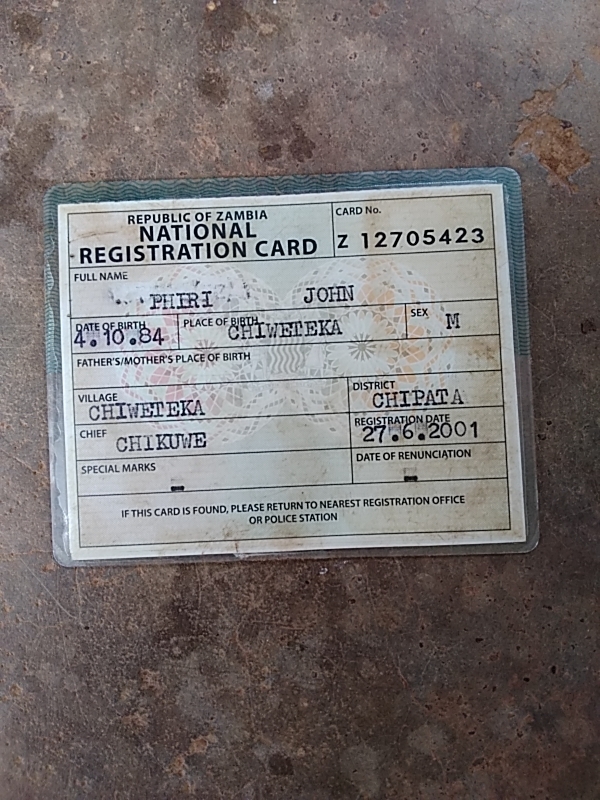 REPUBLIC OF ZAMBIA
NATIONAL
REGISTRATION CARD
CARD No.
Z 12705423
FULL NAME
PHIRI JOHN
DATE OF BIRTH
4.10.84
PLACE OF BIRTH
CHIWETEKA
SEX
M
FATHER'S/MOTHER'S PLACE OF BIRTH
VILLAGE
CHIWETEKA
DISTRICT
CHIPATA
CHIEF
CHIKUWE
REGISTRATION DATE
27.6.2001
SPECIAL MARKS
-
DATE OF RENUNCIATION
-
IF THIS CARD IS FOUND, PLEASE RETURN TO NEAREST REGISTRATION OFFICE
OR POLICE STATION